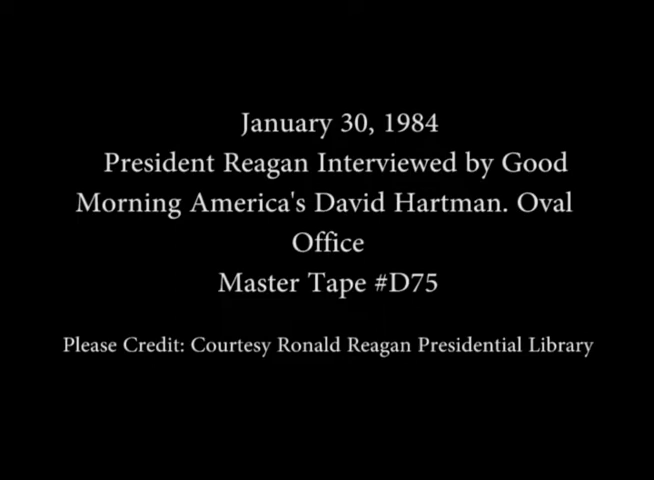 January 30, 1984
President Reagan Interviewed by Good
Morning America's David Hartman. Oval
Office
Master Tape #D75
Please Credit: Courtesy Ronald Reagan Presidential Library